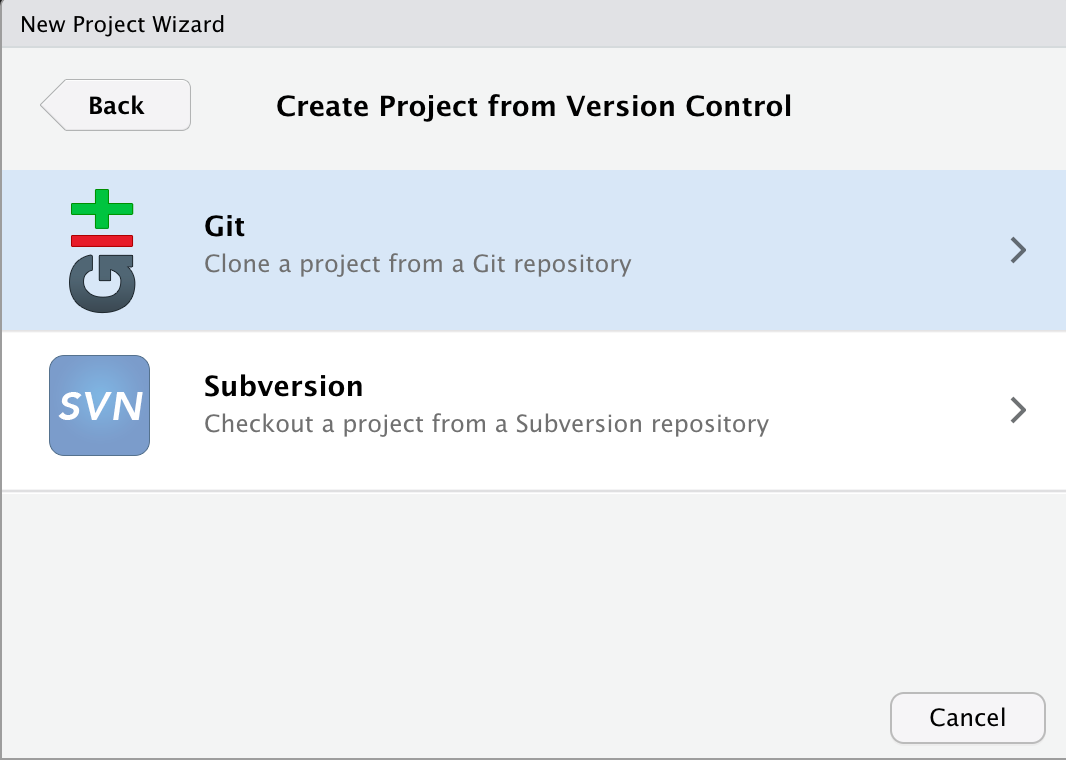 New Project Wizard
Back
Create Project from Version Control
Git
Git
Clone a project from a Git repository
SVN
Subversion
Checkout a project from a Subversion repository
Cancel